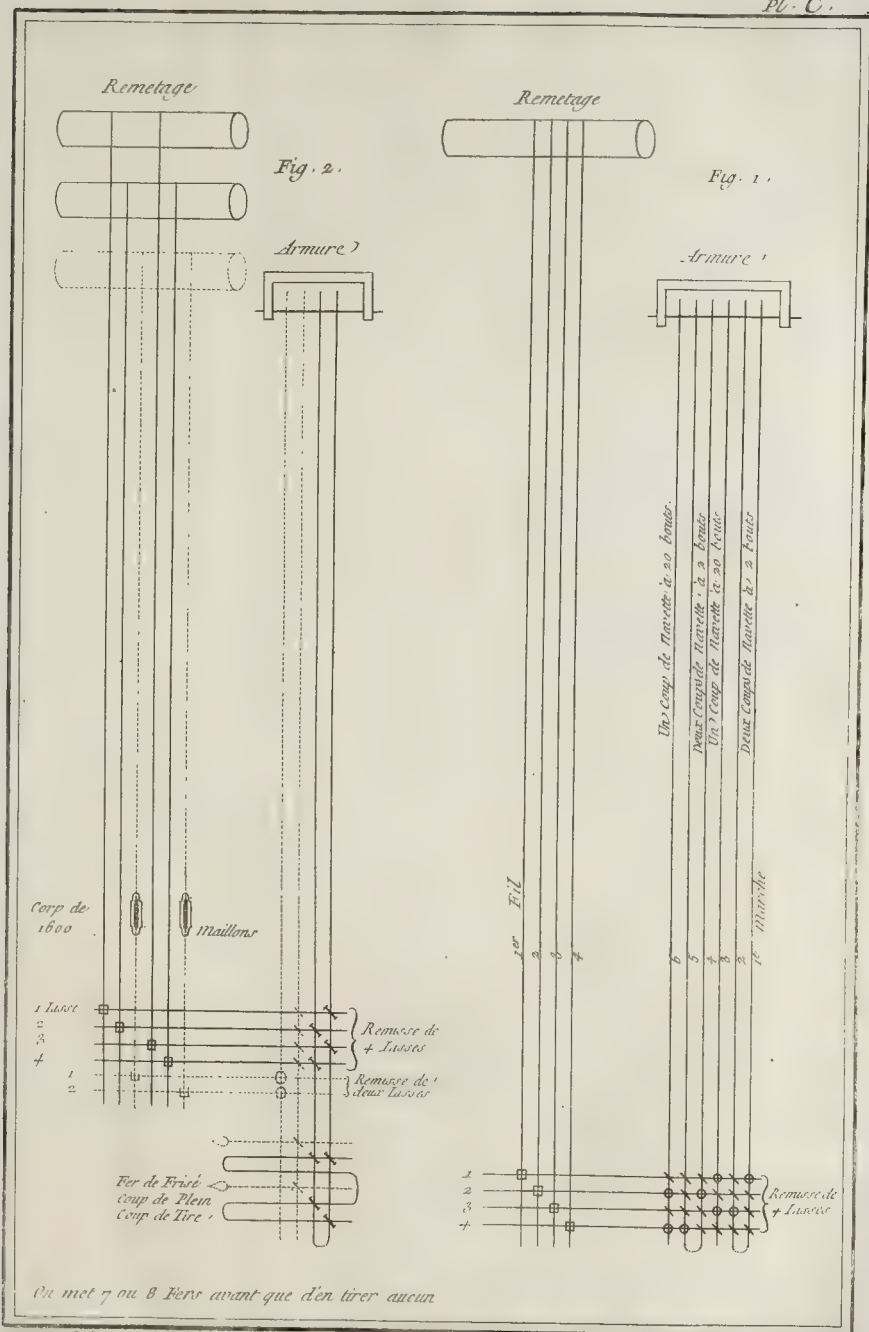 Pl. C.
Remetage
Fig. 2.
Armure
Corp de
1600
Maillons
1 Lasse
2
3
4
1
2
Remisse de
4 Lasses
Remisse de
deux Lasses
Fer de Frisé
Coup de Plein
Coup de Tire
On met 7 ou 8 Fers avant que d'en tirer aucun
Remetage
Fig. 1.
Armure
Un Coup de Navette à 20 bouts.
Deux Coups de Navette à 2 bouts
Un Coup de Navette à 20 bouts
Deux Coups de Navette à 2 bouts
1er Fil
2
3
4
6
5
4
3
2
1e Marche
1
2
3
4
Remisse de
4 Lasses